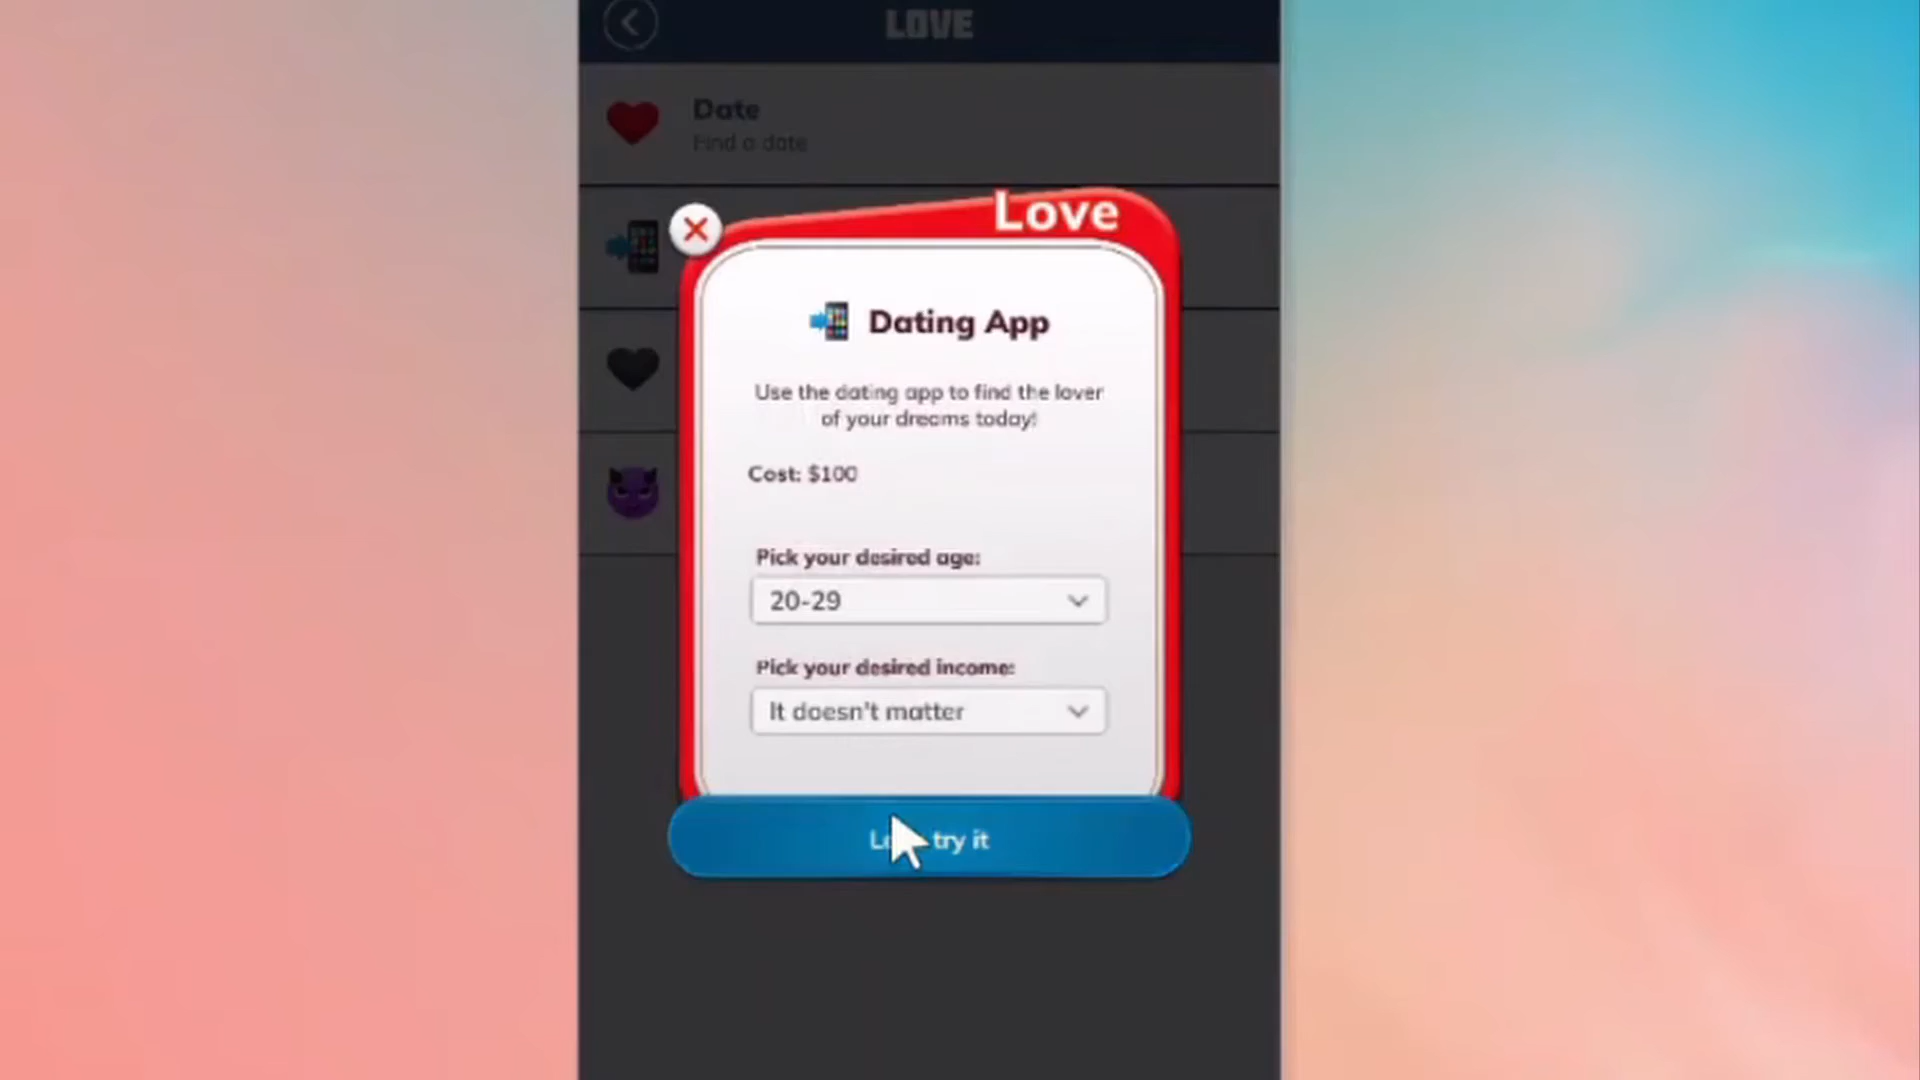 LOVE
Date
Find a date
Love
Dating App
Use the dating app to find the lover
of your dreams today!
Cost: $100
Pick your desired age:
20-29
Pick your desired income:
It doesn't matter
try it